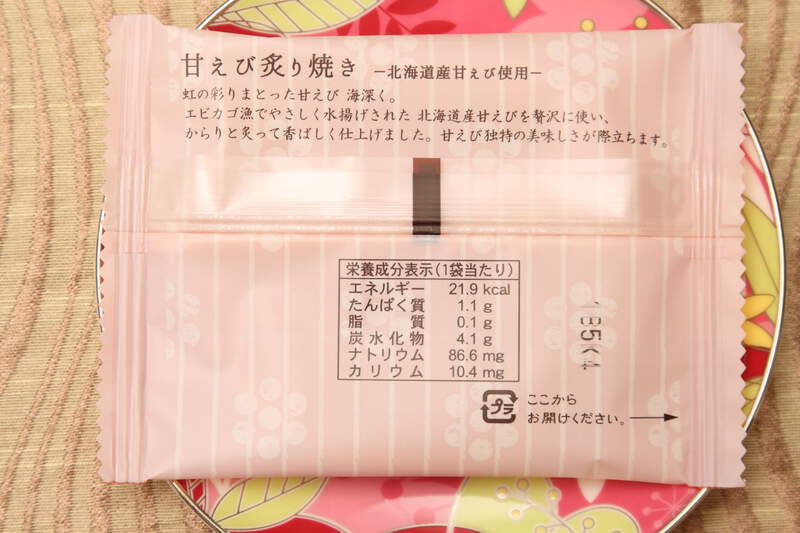 甘えび炙り焼き −北海道産甘えび使用−
虹の彩りまとった甘えび 海深く。
エビカゴ漁でやさしく水揚げされた 北海道産甘えびを贅沢に使い、
からりと炙って香ばしく仕上げました。甘えび独特の美味しさが際立ちます。
栄養成分表示(1袋当たり)
エネルギー 21.9 kcal
たんぱく質 1.1 g
脂質 0.1 g
炭水化物 4.1 g
ナトリウム 86.6 mg
カリウム 10.4 mg
185K4
プラ
ここから
お開けください。